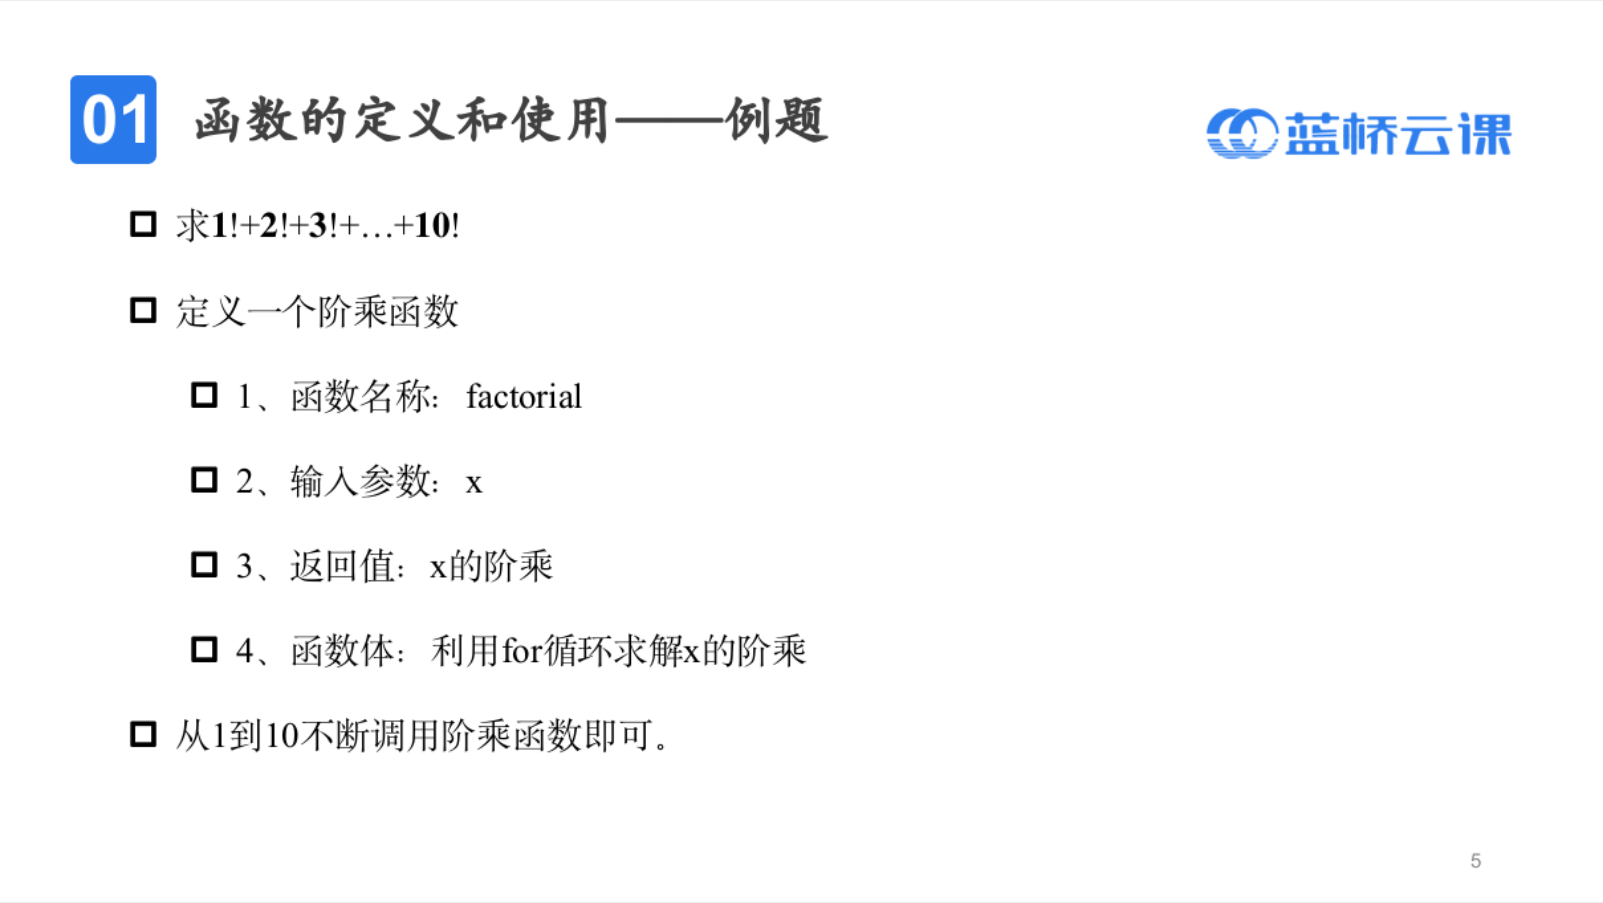 01 函数的定义和使用——例题
蓝桥云课
求1!+2!+3!+…+10!
定义一个阶乘函数
1、函数名称：factorial
2、输入参数：x
3、返回值：x的阶乘
4、函数体：利用for循环求解x的阶乘
从1到10不断调用阶乘函数即可。
5